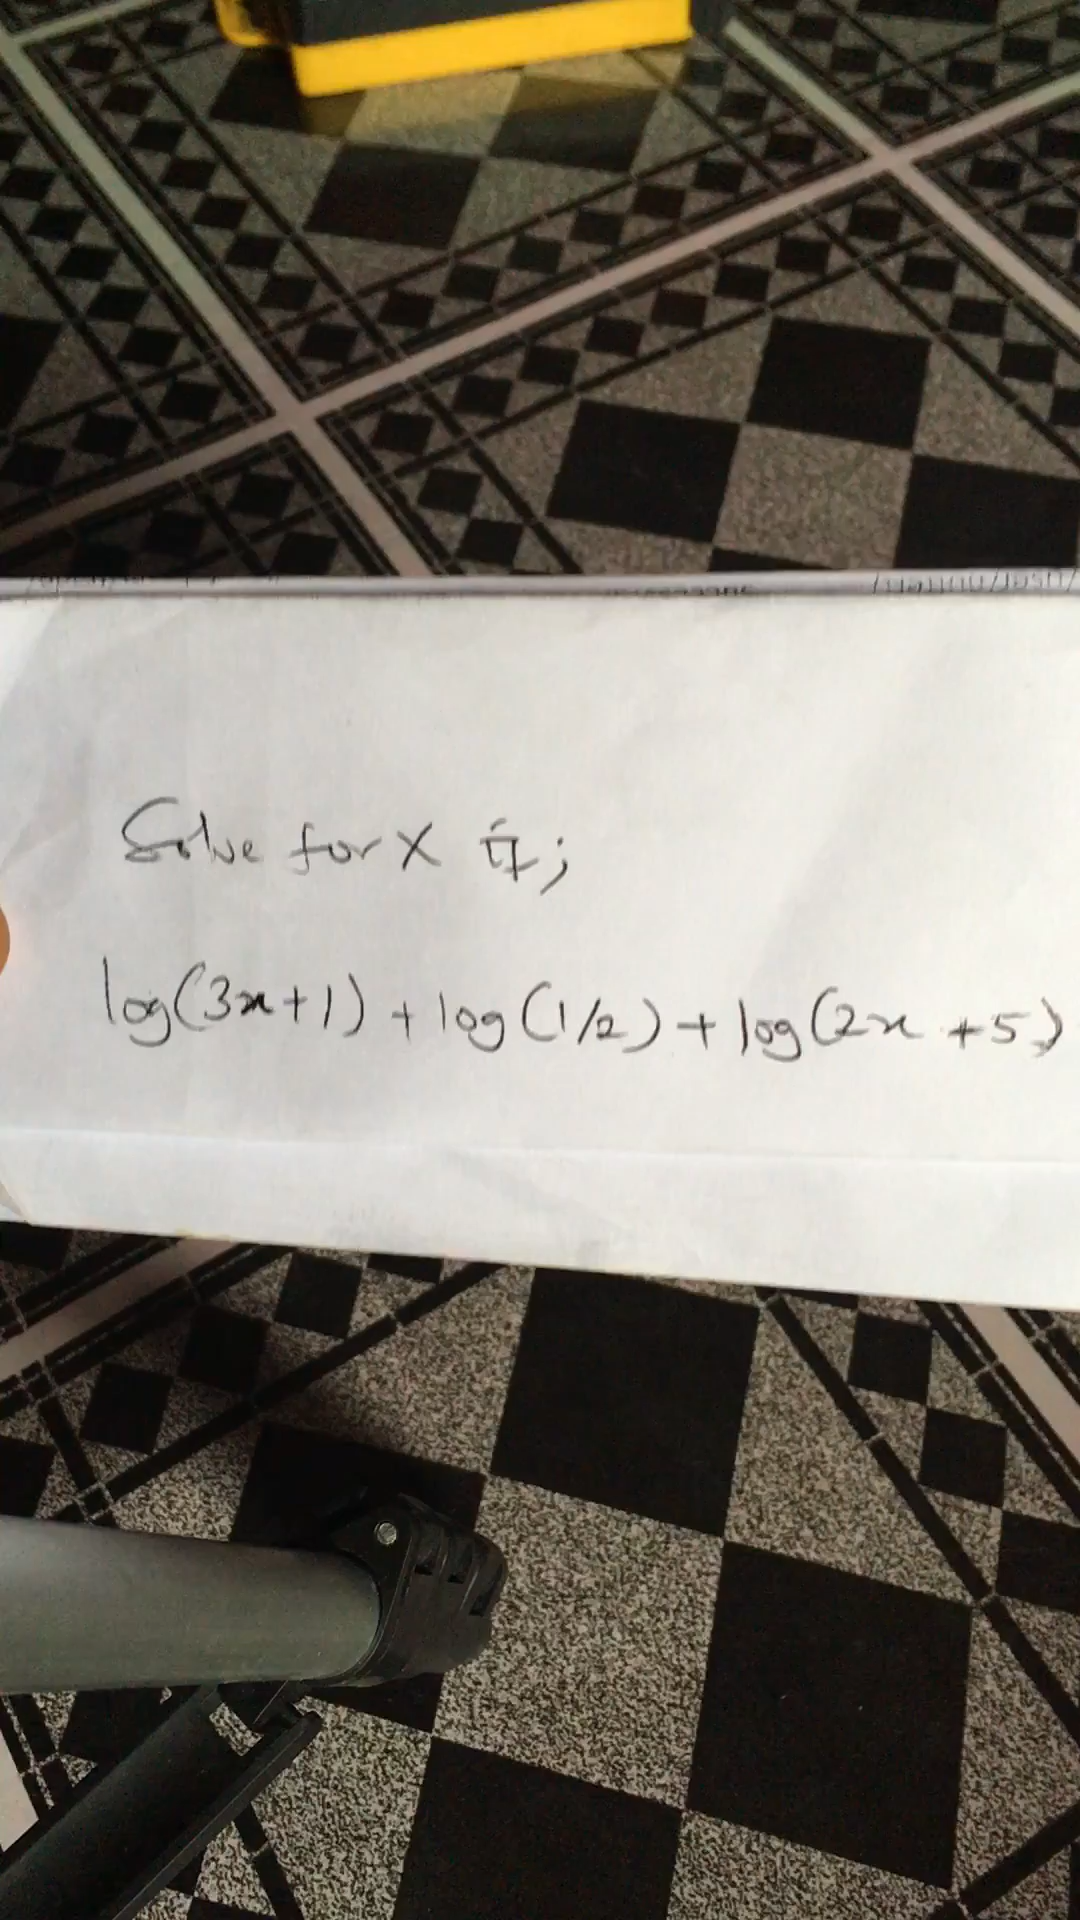 Solve for X if;
log(3x+1) + log(1/2) + log(2x +5)